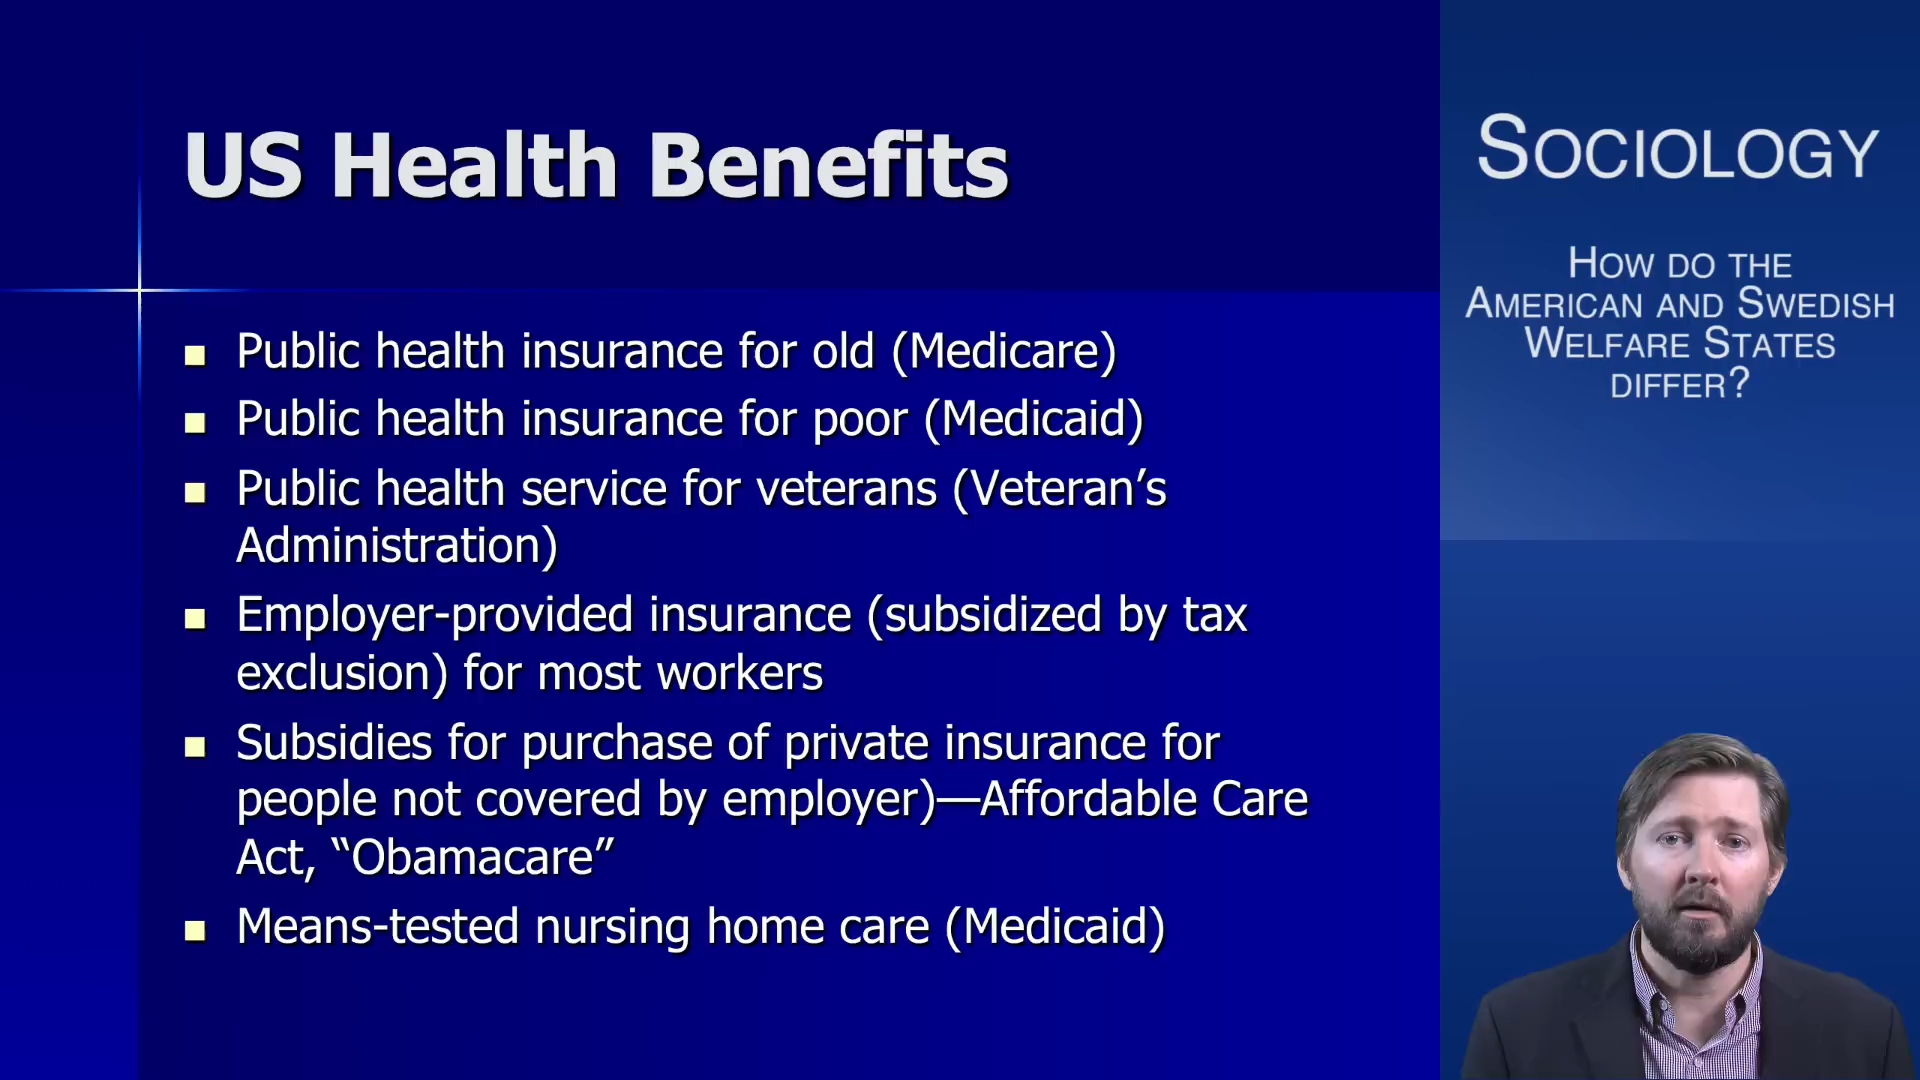 US Health Benefits
Public health insurance for old (Medicare)
Public health insurance for poor (Medicaid)
Public health service for veterans (Veteran’s
Administration)
Employer-provided insurance (subsidized by tax
exclusion) for most workers
Subsidies for purchase of private insurance for
people not covered by employer)—Affordable Care
Act, “Obamacare”
Means-tested nursing home care (Medicaid)
SOCIOLOGY
HOW DO THE
AMERICAN AND SWEDISH
WELFARE STATES
DIFFER?